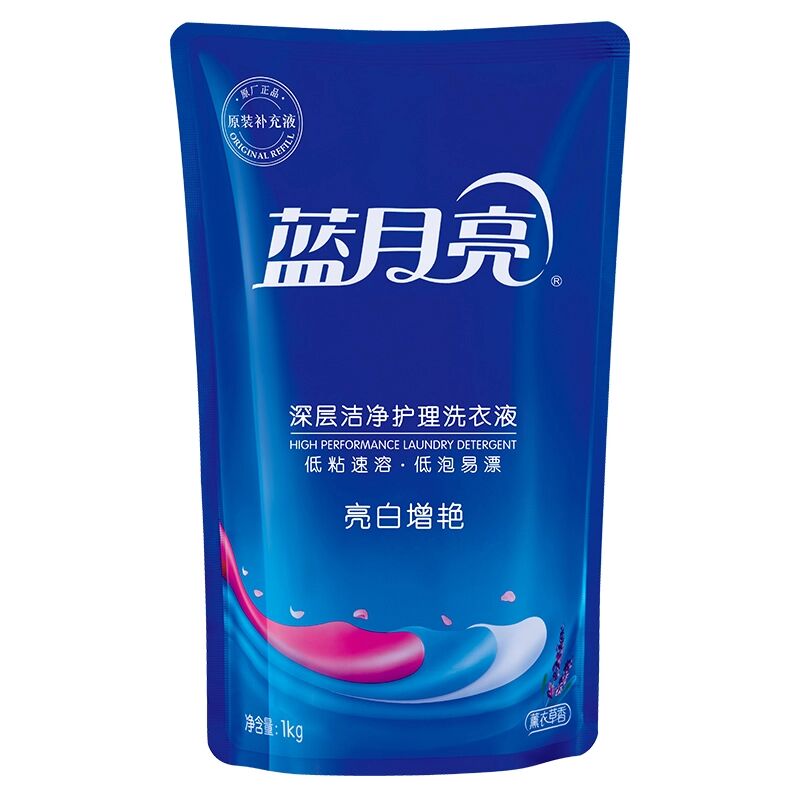 原厂正品
原装补充液
ORIGINAL REFILL
蓝月亮®
深层洁净护理洗衣液
HIGH PERFORMANCE LAUNDRY DETERGENT
低粘速溶·低泡易漂
亮白增艳
净含量:1kg
薰衣草香